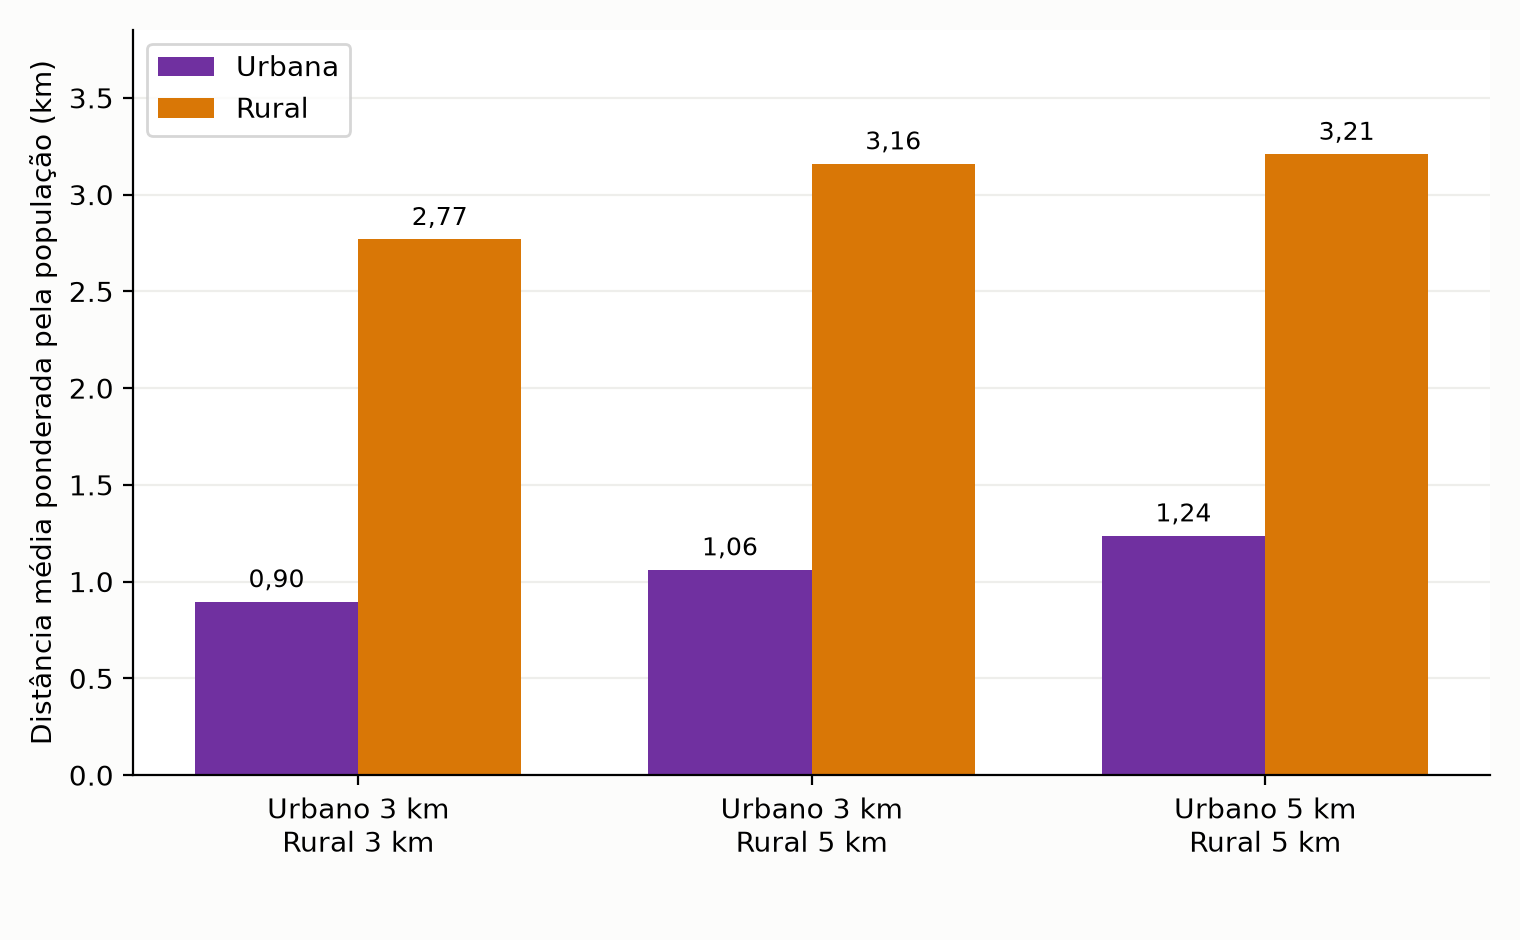 Urbana
Rural
Distância média ponderada pela população (km)
3.5
3.0
2.5
2.0
1.5
1.0
0.5
0.0
0,90
2,77
1,06
3,16
1,24
3,21
Urbano 3 km
Rural 3 km
Urbano 3 km
Rural 5 km
Urbano 5 km
Rural 5 km